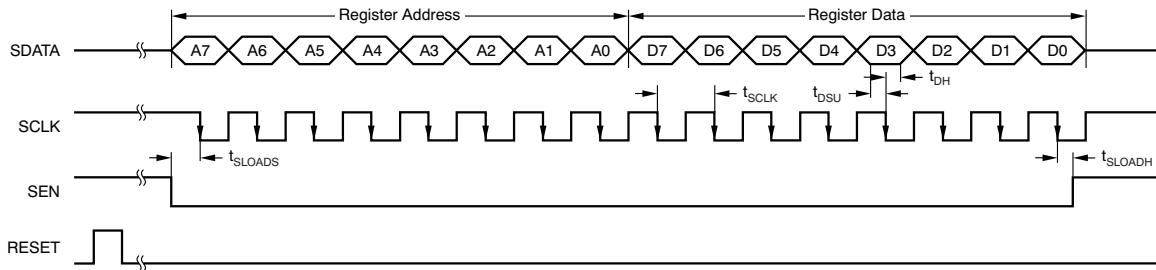 Register Address Register Data
SDATA A7 A6 A5 A4 A3 A2 A1 A0 D7 D6 D5 D4 D3 D2 D1 D0
tSCLK tDSU tDH
SCLK
tSLOADS tSLOADH
SEN
RESET